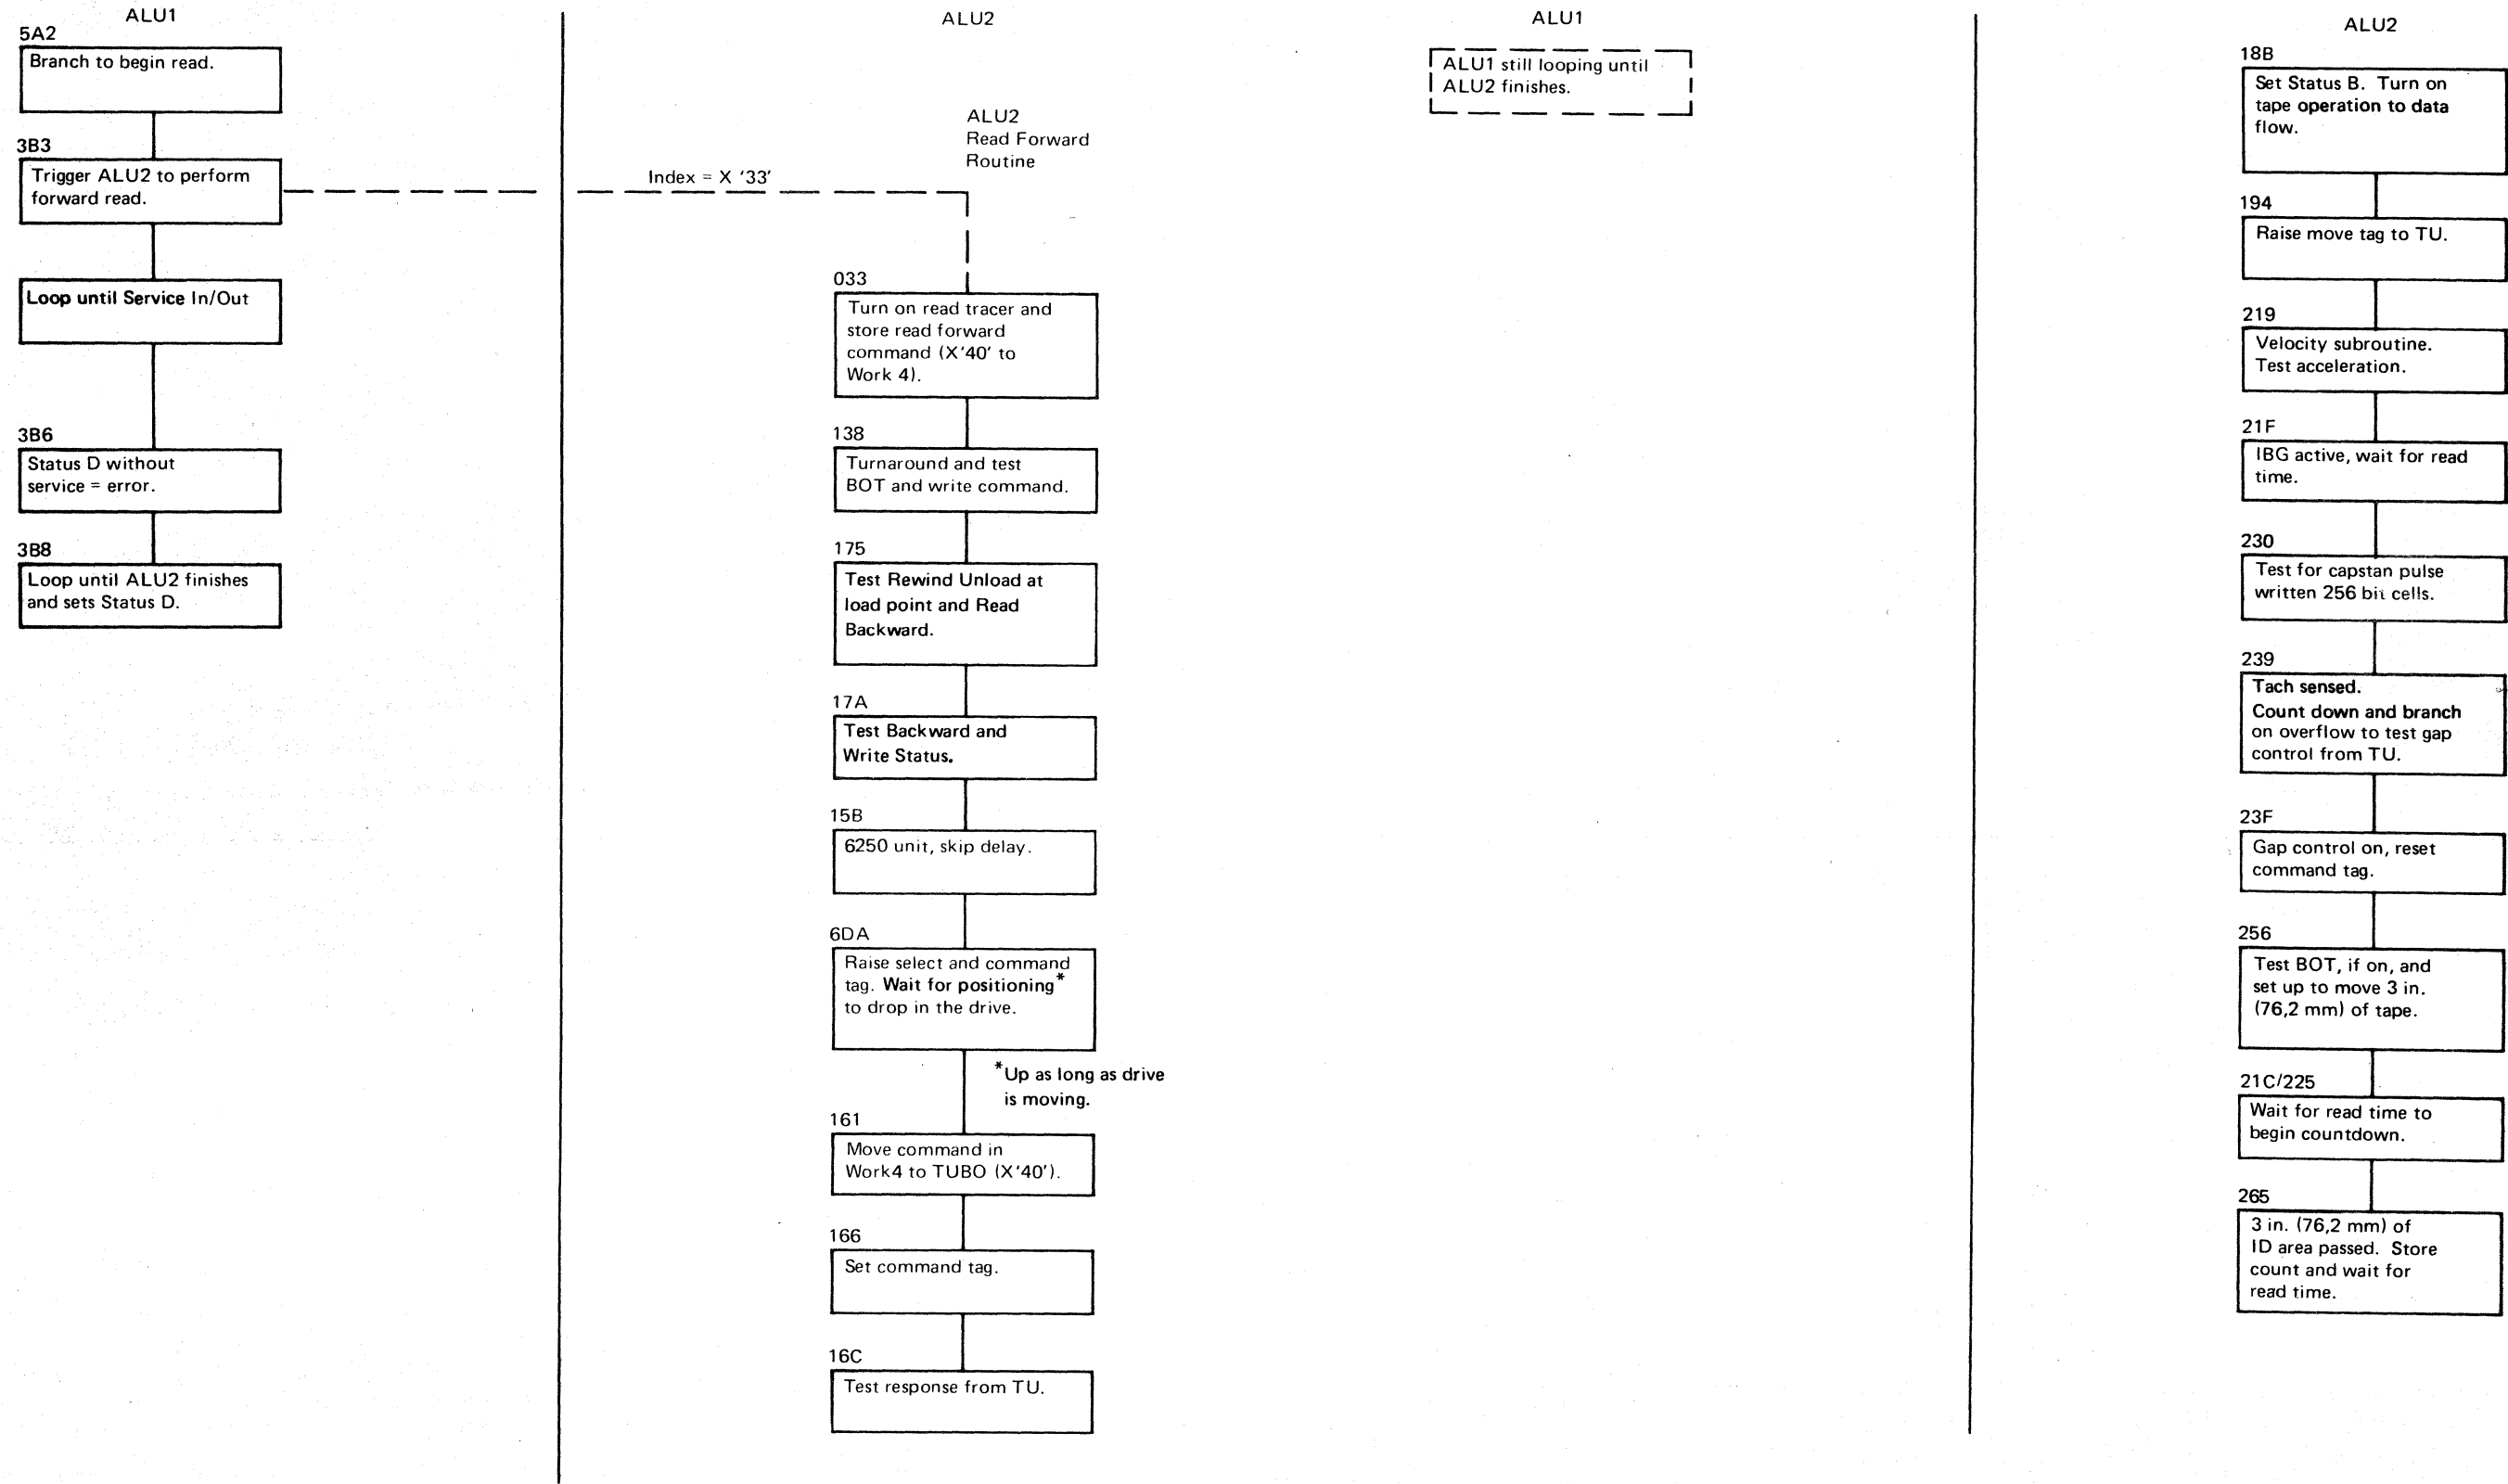 ALU1
5A2
Branch to begin read.
3B3
Trigger ALU2 to perform
forward read.
Loop until Service In/Out
3B6
Status D without
service = error.
3B8
Loop until ALU2 finishes
and sets Status D.
ALU2
ALU2
Read Forward
Routine
Index = X '33'
033
Turn on read tracer and
store read forward
command (X'40' to
Work 4).
138
Turnaround and test
BOT and write command.
175
Test Rewind Unload at
load point and Read
Backward.
17A
Test Backward and
Write Status.
15B
6250 unit, skip delay.
6DA
Raise select and command
tag. Wait for positioning*
to drop in the drive.
*Up as long as drive
is moving.
161
Move command in
Work4 to TUBO (X'40').
166
Set command tag.
16C
Test response from TU.
ALU1
ALU1 still looping until
ALU2 finishes.
ALU2
18B
Set Status B. Turn on
tape operation to data
flow.
194
Raise move tag to TU.
219
Velocity subroutine.
Test acceleration.
21F
IBG active, wait for read
time.
230
Test for capstan pulse
written 256 bit cells.
239
Tach sensed.
Count down and branch
on overflow to test gap
control from TU.
23F
Gap control on, reset
command tag.
256
Test BOT, if on, and
set up to move 3 in.
(76,2 mm) of tape.
21C/225
Wait for read time to
begin countdown.
265
3 in. (76,2 mm) of
ID area passed. Store
count and wait for
read time.